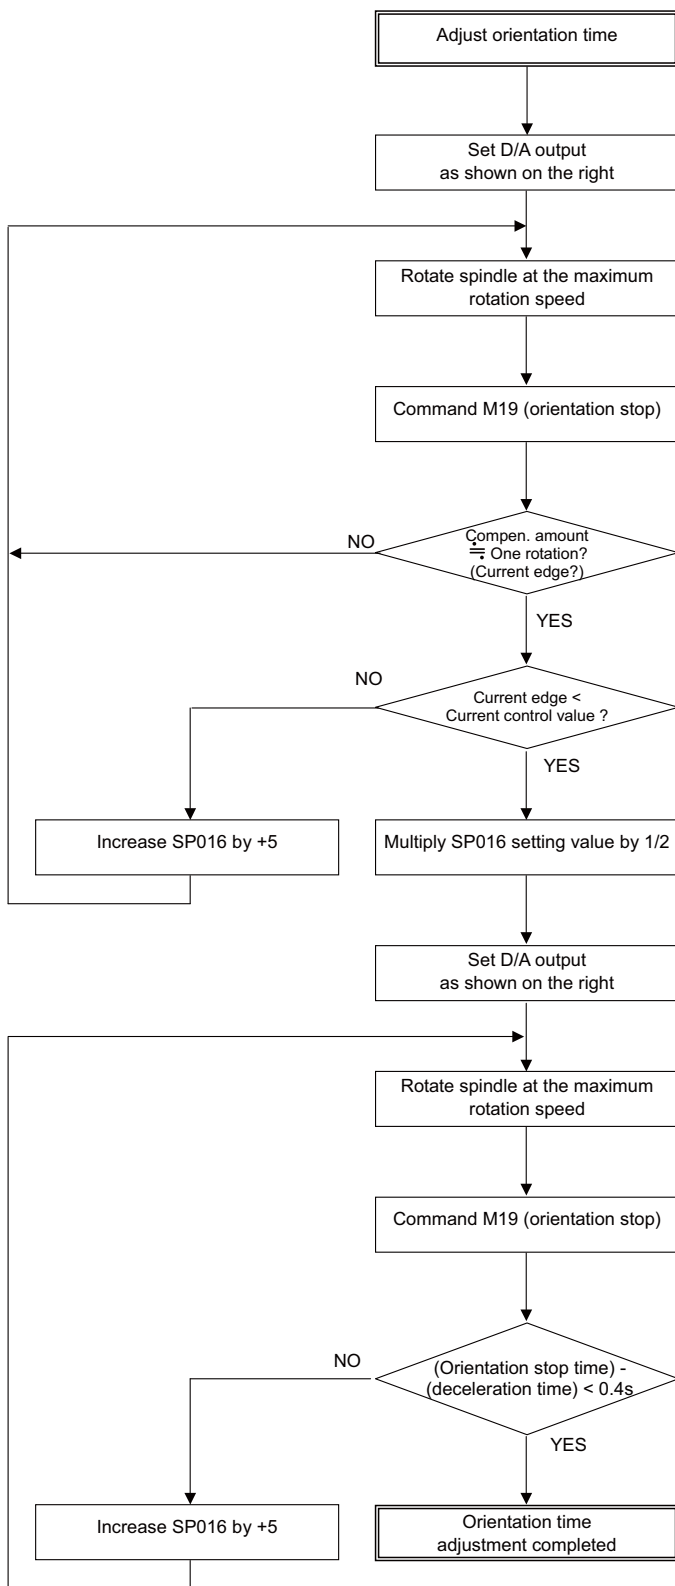 Adjust orientation time
Set D/A output
as shown on the right
Rotate spindle at the maximum
rotation speed
Command M19 (orientation stop)
Compen. amount
≒ One rotation?
(Current edge?)
NO
YES
Current edge <
Current control value ?
NO
YES
Increase SP016 by +5
Multiply SP016 setting value by 1/2
Set D/A output
as shown on the right
Rotate spindle at the maximum
rotation speed
Command M19 (orientation stop)
(Orientation stop time) -
(deceleration time) < 0.4s
NO
YES
Increase SP016 by +5
Orientation time
adjustment completed